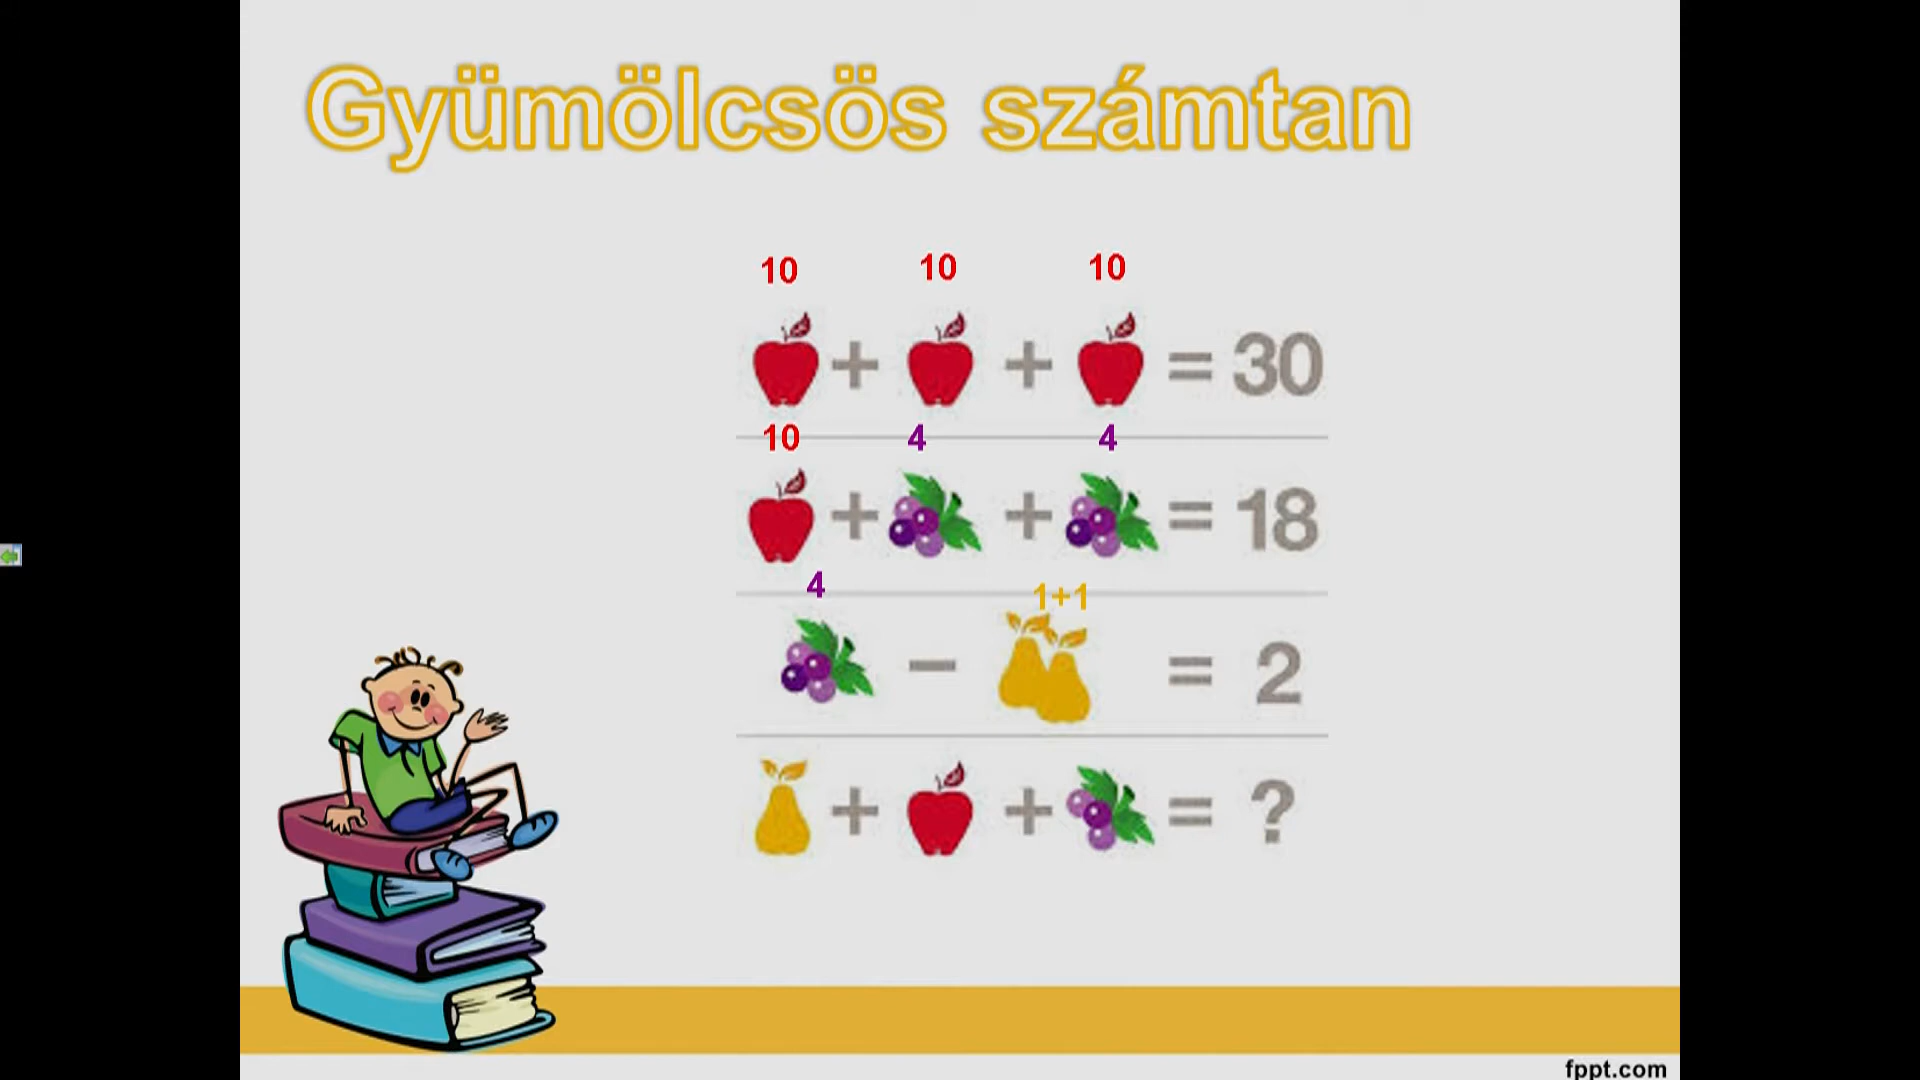 Gyümölcsös számtan
10 10 10
+ + = 30
10 4 4
+ + = 18
4 1+1
− = 2
+ + = ?
fppt.com